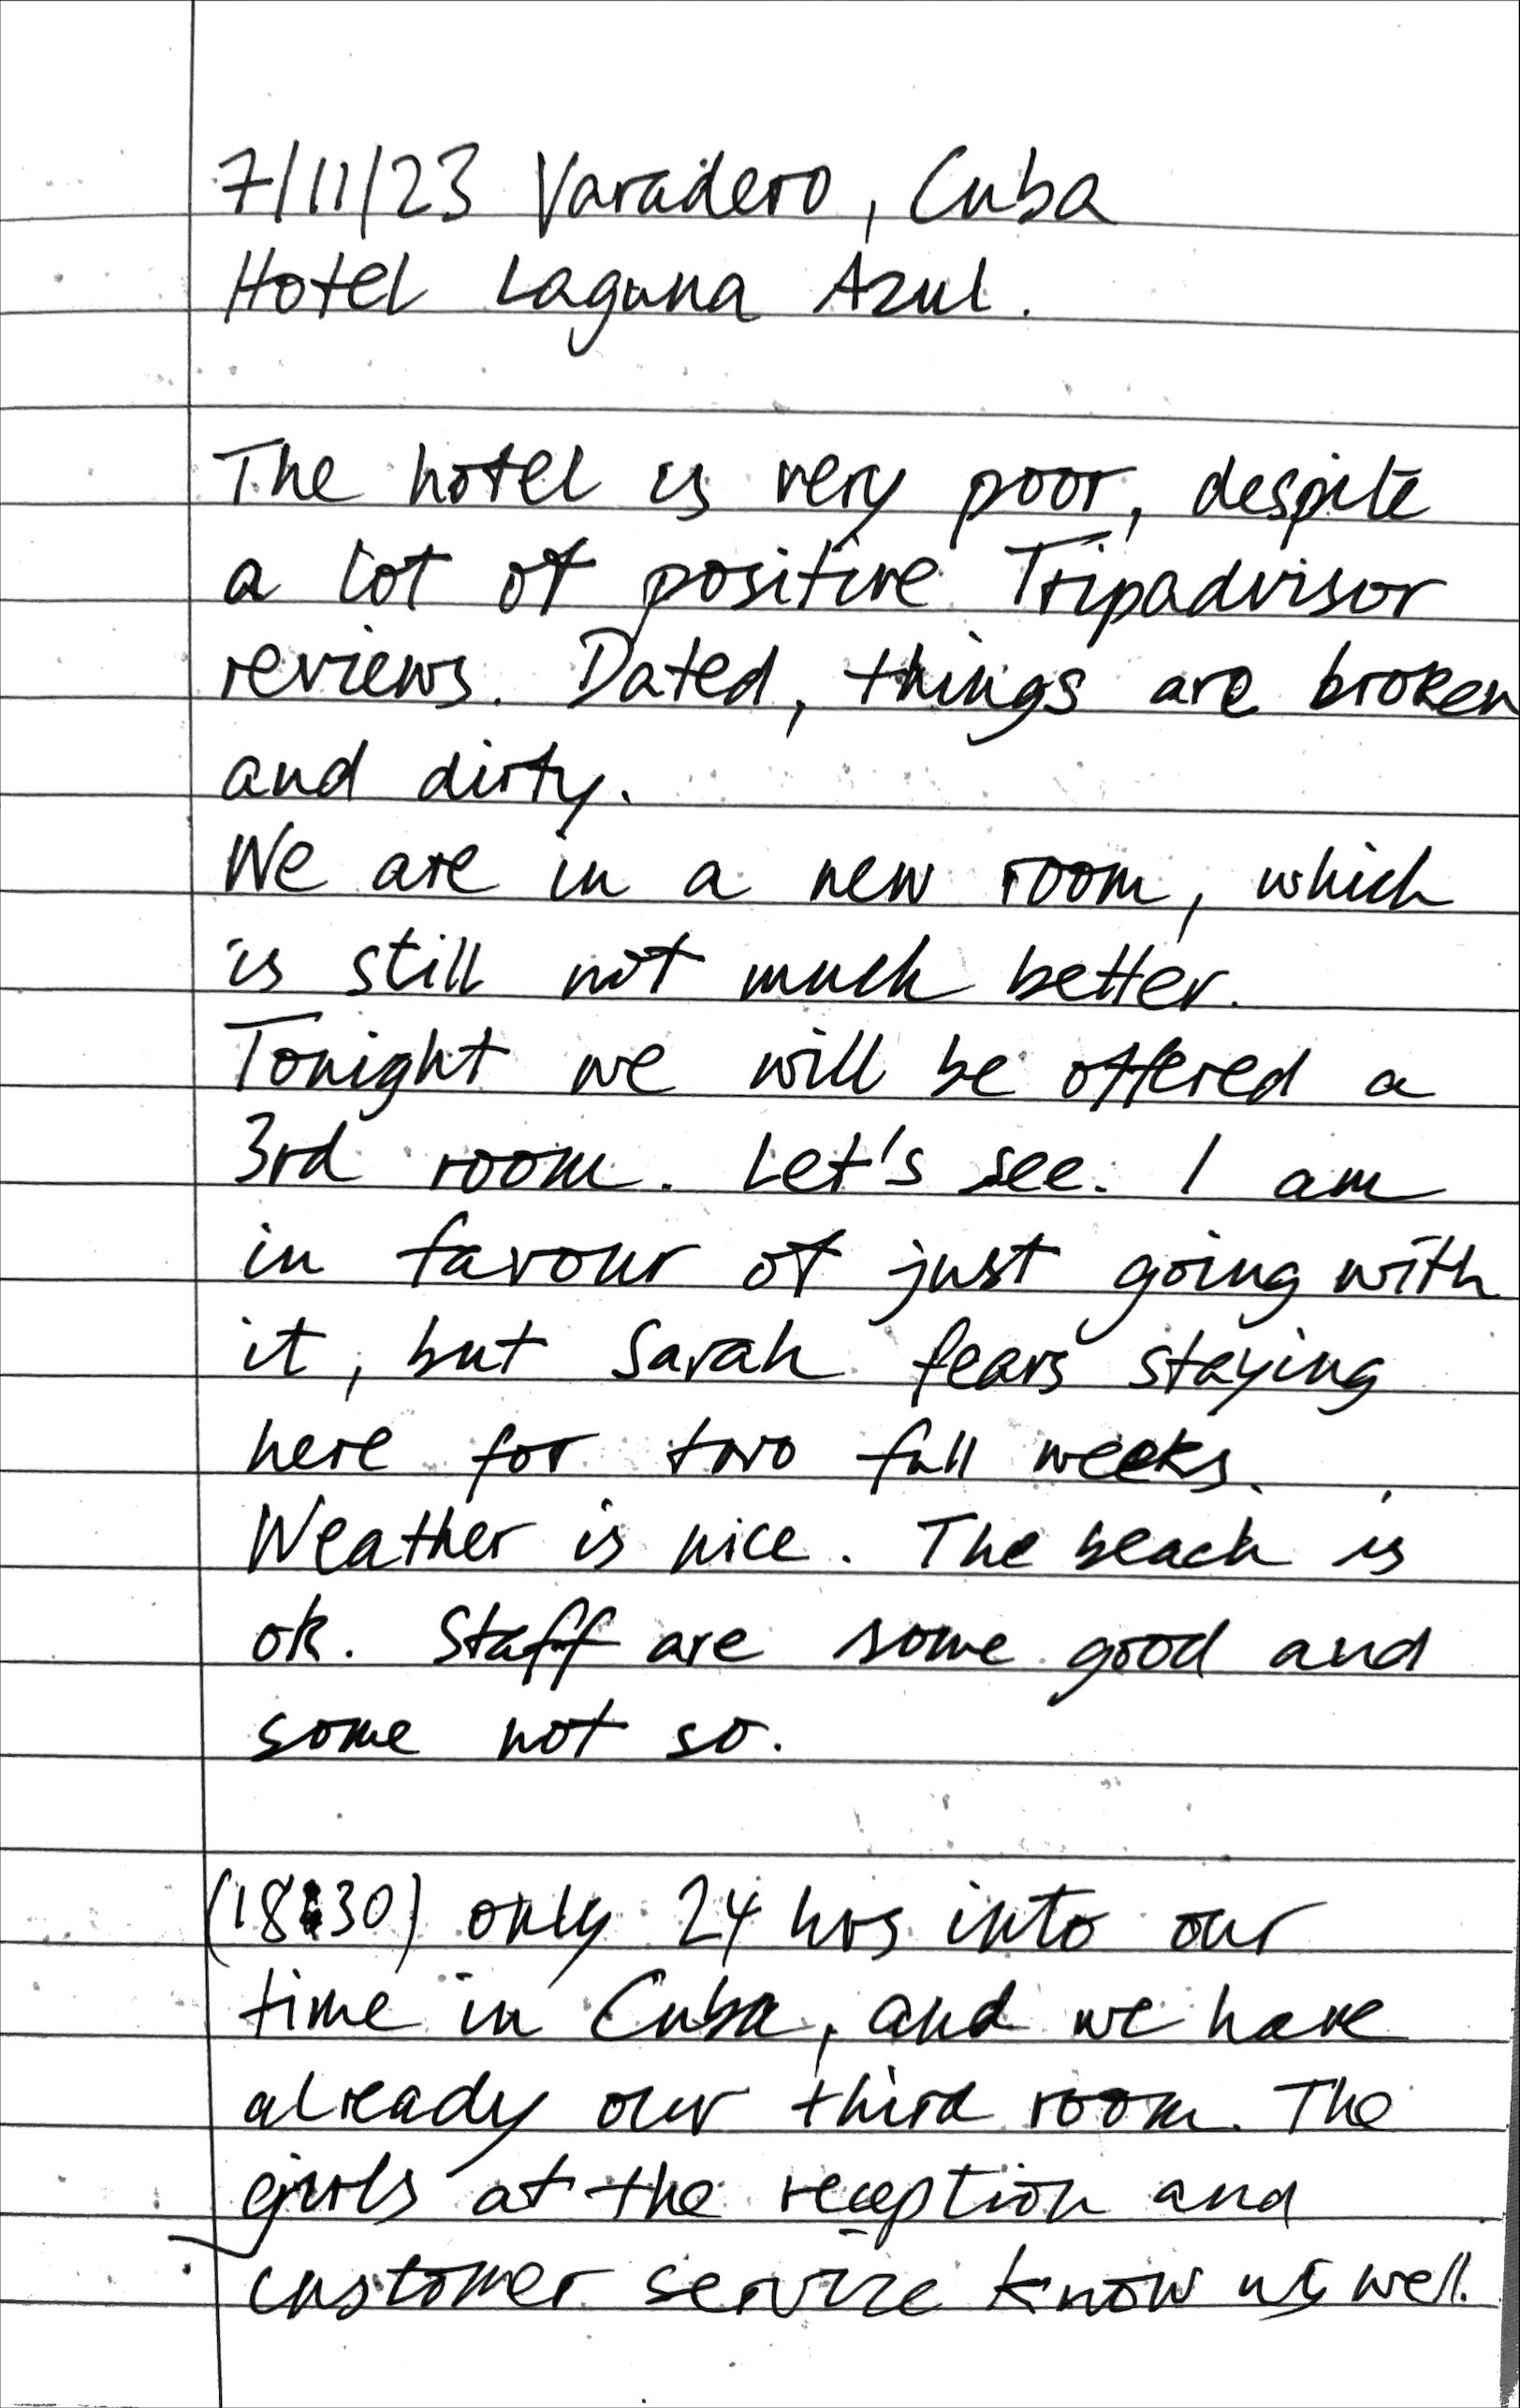 7/11/23 Varadero, Cuba
Hotel Laguna Azul.
The hotel is very poor, despite
a lot of positive Tripadvisor
reviews. Dated, things are broken
and dirty.
We are in a new room, which
is still not much better.
Tonight we will be offered a
3rd room. Let's see. I am
in favour of just going with
it, but Sarah fears staying
here for two full weeks.
Weather is nice. The beach is
ok. Staff are some good and
some not so.
(18:30) only 24 hrs into our
time in Cuba, and we have
already our third room. The
girls at the reception and
customer service know us well.